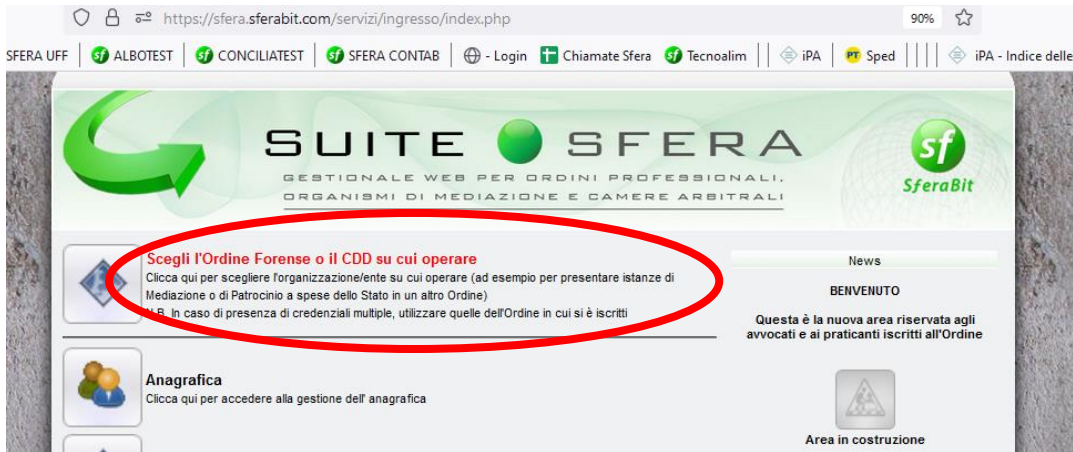 https://sfera.sferabit.com/servizi/ingresso/index.php
90%
SFERA UFF
ALBOTEST
CONCILIATEST
SFERA CONTAB
- Login
Chiamate Sfera
Tecnoalim
iPA
PT Sped
iPA - Indice delle
SUITE SFERA
GESTIONALE WEB PER ORDINI PROFESSIONALI,
ORGANISMI DI MEDIAZIONE E CAMERE ARBITRALI
sf
SferaBit
Scegli l'Ordine Forense o il CDD su cui operare
Clicca qui per scegliere l'organizzazione/ente su cui operare (ad esempio per presentare istanze di
Mediazione o di Patrocinio a spese dello Stato in un altro Ordine)
N.B. In caso di presenza di credenziali multiple, utilizzare quelle dell'Ordine in cui si è iscritti
Anagrafica
Clicca qui per accedere alla gestione dell' anagrafica
News
BENVENUTO
Questa è la nuova area riservata agli
avvocati e ai praticanti iscritti all'Ordine
Area in costruzione